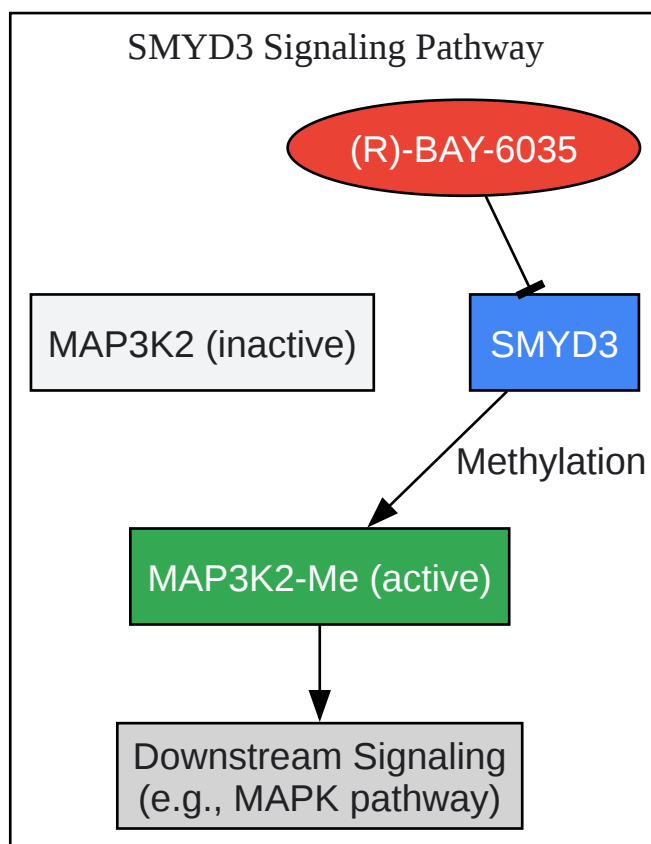 SMYD3 Signaling Pathway
(R)-BAY-6035
MAP3K2 (inactive)
SMYD3
Methylation
MAP3K2-Me (active)
Downstream Signaling
(e.g., MAPK pathway)